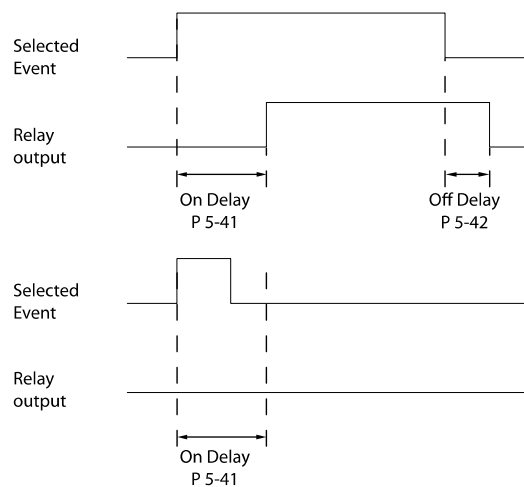 Selected
Event
Relay
output
On Delay
P 5-41
Off Delay
P 5-42
Selected
Event
Relay
output
On Delay
P 5-41